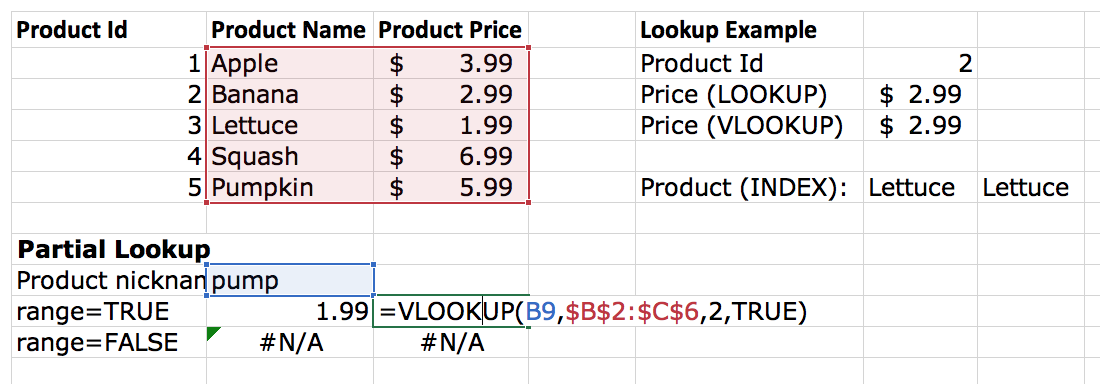 Product Id Product Name Product Price Lookup Example
1 Apple $ 3.99 Product Id 2
2 Banana $ 2.99 Price (LOOKUP) $ 2.99
3 Lettuce $ 1.99 Price (VLOOKUP) $ 2.99
4 Squash $ 6.99
5 Pumpkin $ 5.99 Product (INDEX): Lettuce Lettuce
Partial Lookup
Product nicknam pump
range=TRUE 1.99 =VLOOKUP(B9,$B$2:$C$6,2,TRUE)
range=FALSE #N/A #N/A